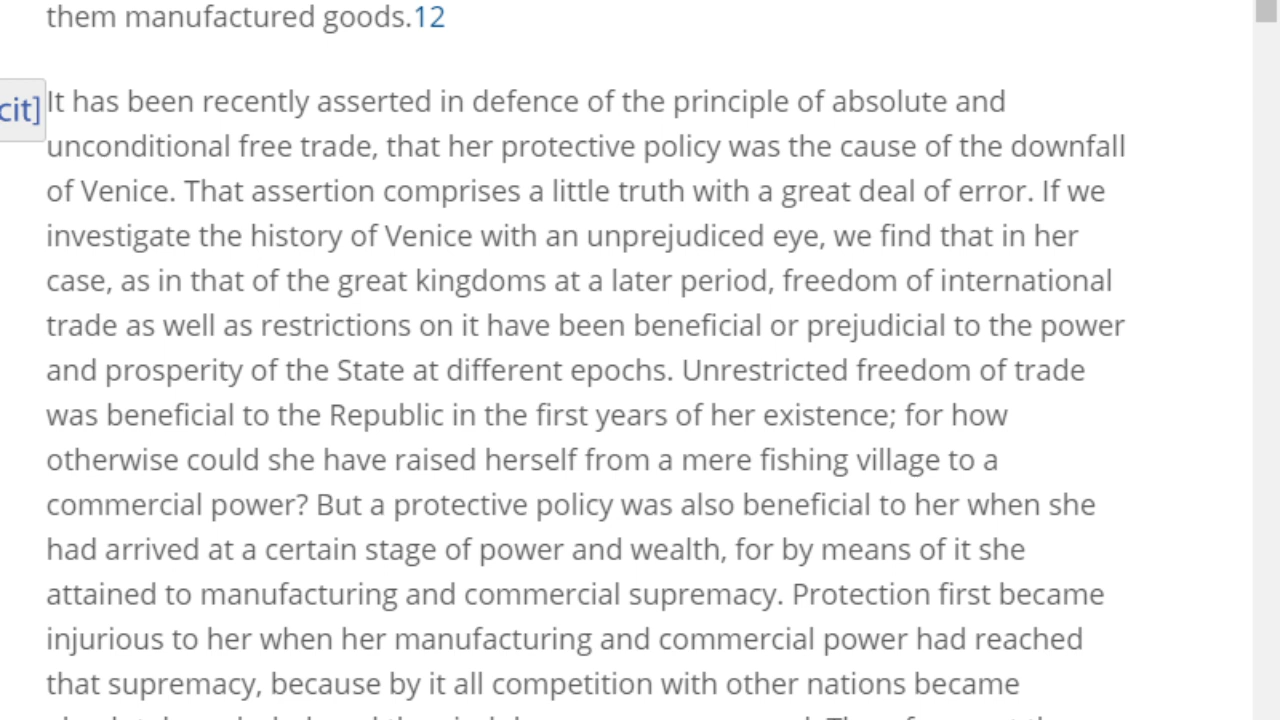 them manufactured goods.12
cit]
It has been recently asserted in defence of the principle of absolute and
unconditional free trade, that her protective policy was the cause of the downfall
of Venice. That assertion comprises a little truth with a great deal of error. If we
investigate the history of Venice with an unprejudiced eye, we find that in her
case, as in that of the great kingdoms at a later period, freedom of international
trade as well as restrictions on it have been beneficial or prejudicial to the power
and prosperity of the State at different epochs. Unrestricted freedom of trade
was beneficial to the Republic in the first years of her existence; for how
otherwise could she have raised herself from a mere fishing village to a
commercial power? But a protective policy was also beneficial to her when she
had arrived at a certain stage of power and wealth, for by means of it she
attained to manufacturing and commercial supremacy. Protection first became
injurious to her when her manufacturing and commercial power had reached
that supremacy, because by it all competition with other nations became